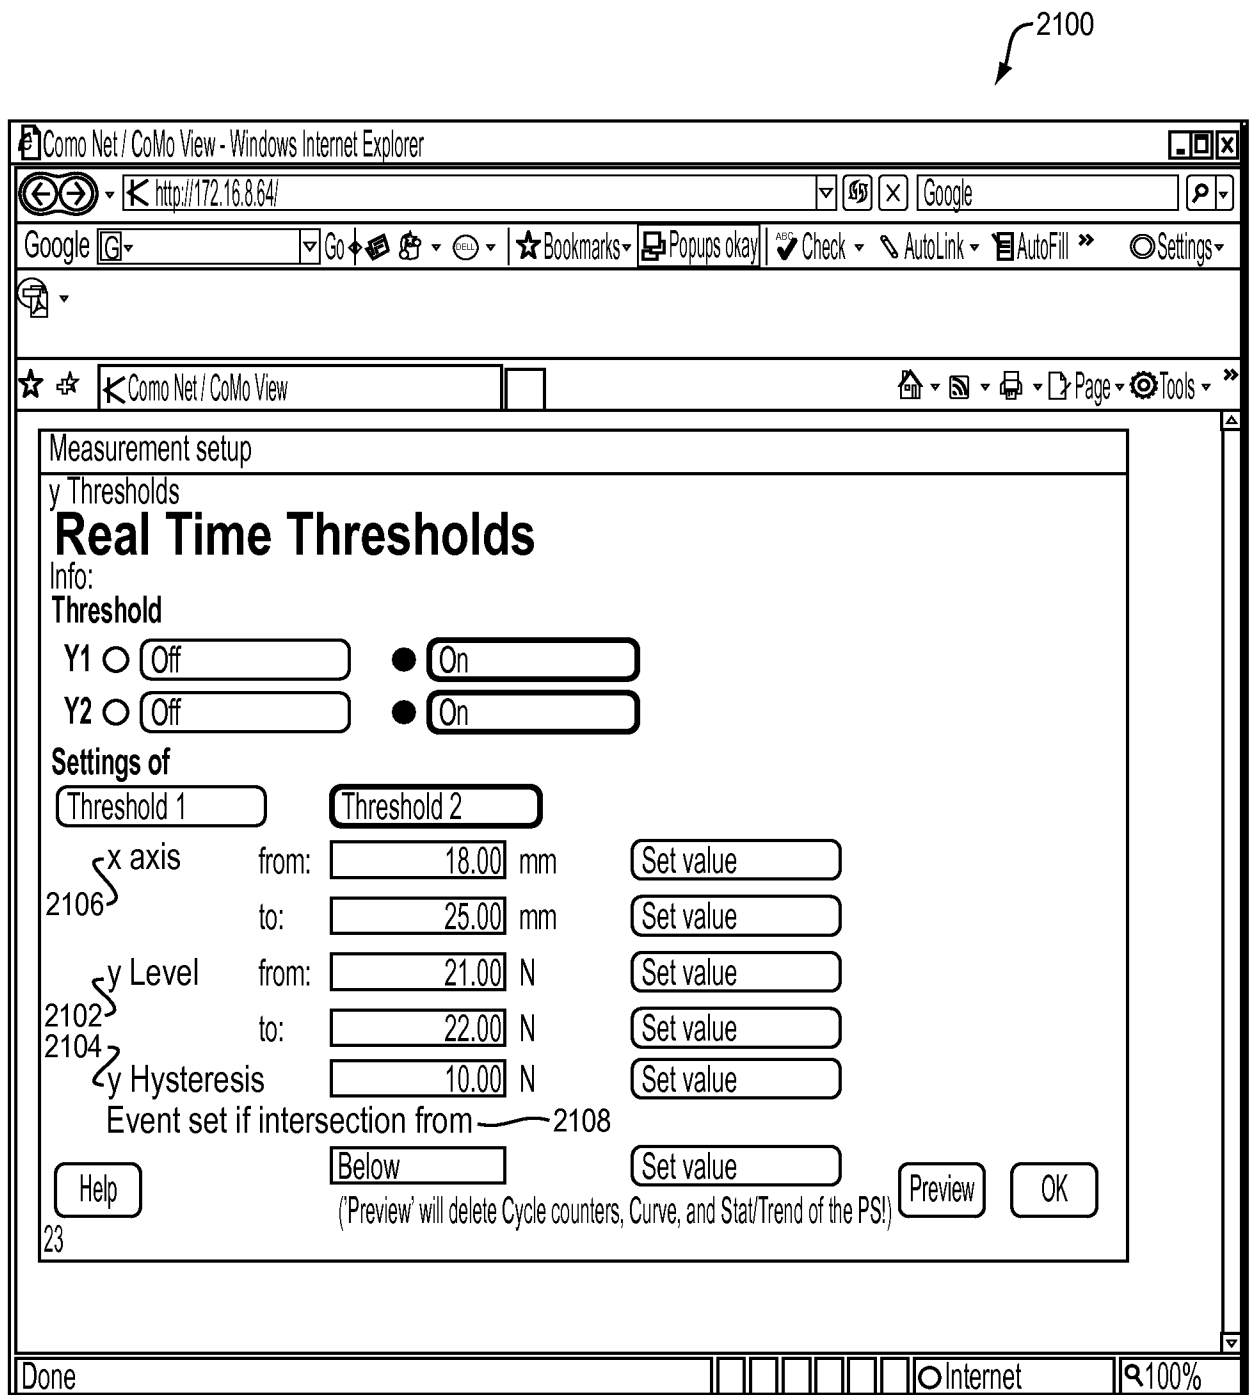 2100
Como Net / CoMo View - Windows Internet Explorer
http://172.16.8.64/ Google
Google G Go DELL Bookmarks Popups okay ABC Check AutoLink AutoFill » Settings
Como Net / CoMo View Page Tools »
Measurement setup
y Thresholds
Real Time Thresholds
Info:
Threshold
Y1 Off On
Y2 Off On
Settings of
Threshold 1 Threshold 2
x axis from: 18.00 mm Set value
2106 to: 25.00 mm Set value
y Level from: 21.00 N Set value
2102 to: 22.00 N Set value
2104
y Hysteresis 10.00 N Set value
Event set if intersection from 2108
Below Set value
Help ('Preview' will delete Cycle counters, Curve, and Stat/Trend of the PS!) Preview OK
23
Done Internet 100%